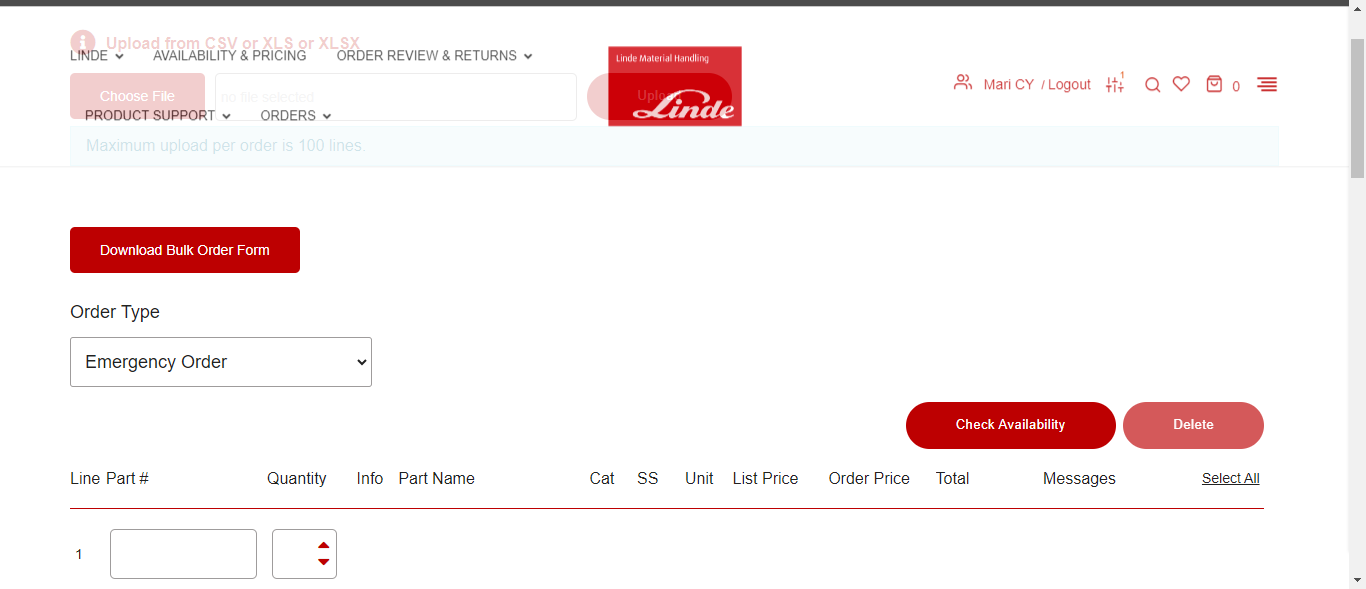 Upload from CSV or XLS or XLSX
LINDE AVAILABILITY & PRICING ORDER REVIEW & RETURNS
Linde Material Handling
Mari CY / Logout 1 0
Choose File no file selected Upload
Linde
PRODUCT SUPPORT ORDERS
Maximum upload per order is 100 lines.
Download Bulk Order Form
Order Type
Emergency Order
Check Availability Delete
Line Part # Quantity Info Part Name Cat SS Unit List Price Order Price Total Messages Select All
1